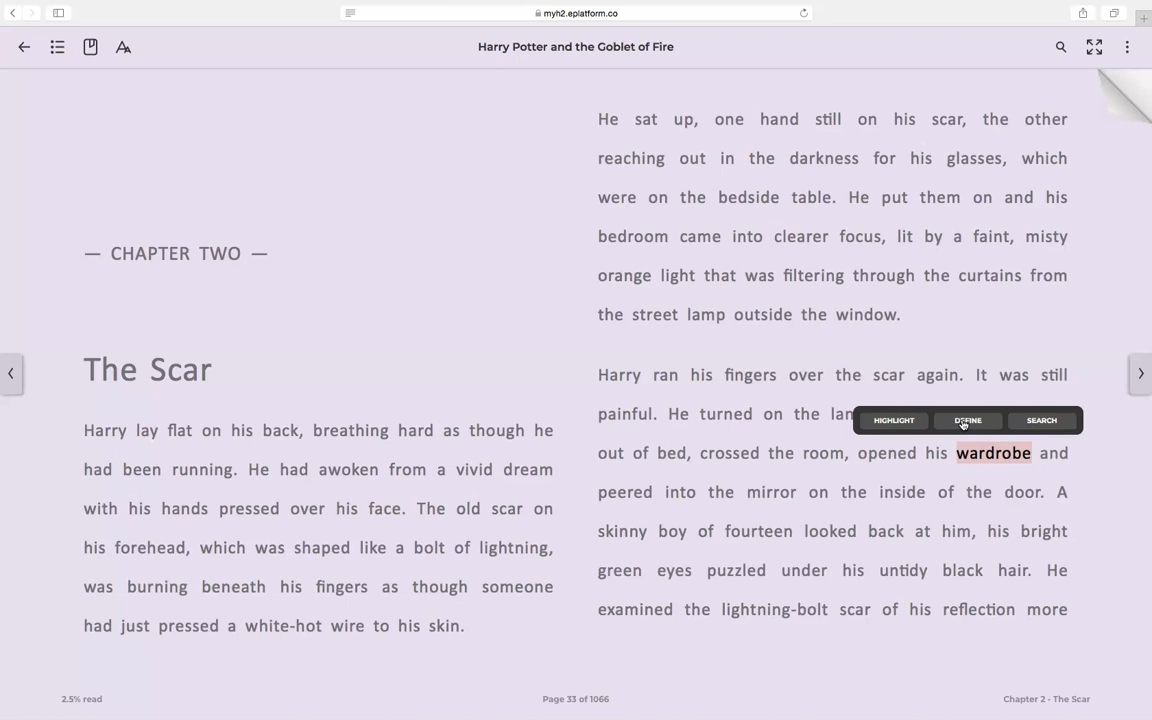 myh2.eplatform.co
Harry Potter and the Goblet of Fire
— CHAPTER TWO —
The Scar
Harry lay flat on his back, breathing hard as though he
had been running. He had awoken from a vivid dream
with his hands pressed over his face. The old scar on
his forehead, which was shaped like a bolt of lightning,
was burning beneath his fingers as though someone
had just pressed a white-hot wire to his skin.
He sat up, one hand still on his scar, the other
reaching out in the darkness for his glasses, which
were on the bedside table. He put them on and his
bedroom came into clearer focus, lit by a faint, misty
orange light that was filtering through the curtains from
the street lamp outside the window.
Harry ran his fingers over the scar again. It was still
painful. He turned on the
HIGHLIGHT DEFINE SEARCH
out of bed, crossed the room, opened his wardrobe and
peered into the mirror on the inside of the door. A
skinny boy of fourteen looked back at him, his bright
green eyes puzzled under his untidy black hair. He
examined the lightning-bolt scar of his reflection more
2.5% read
Page 33 of 1066
Chapter 2 - The Scar